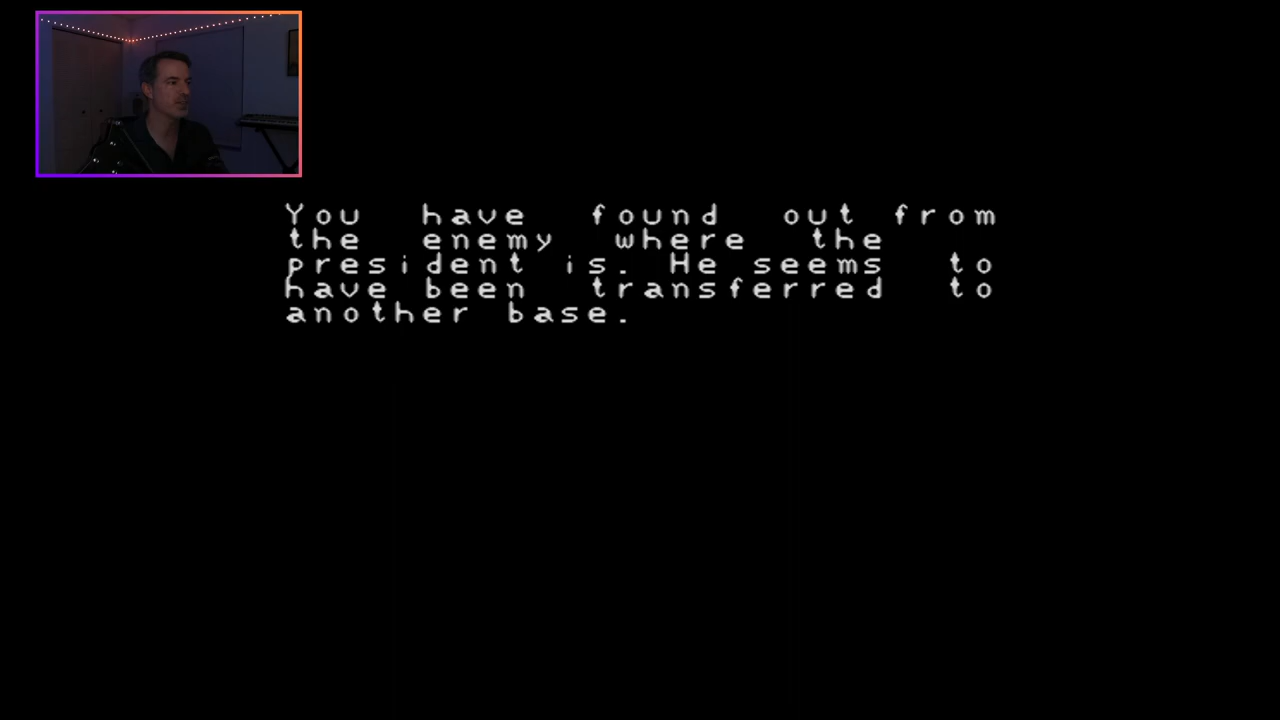 You have found out from
the enemy where the
president is. He seems to
have been transferred to
another base.